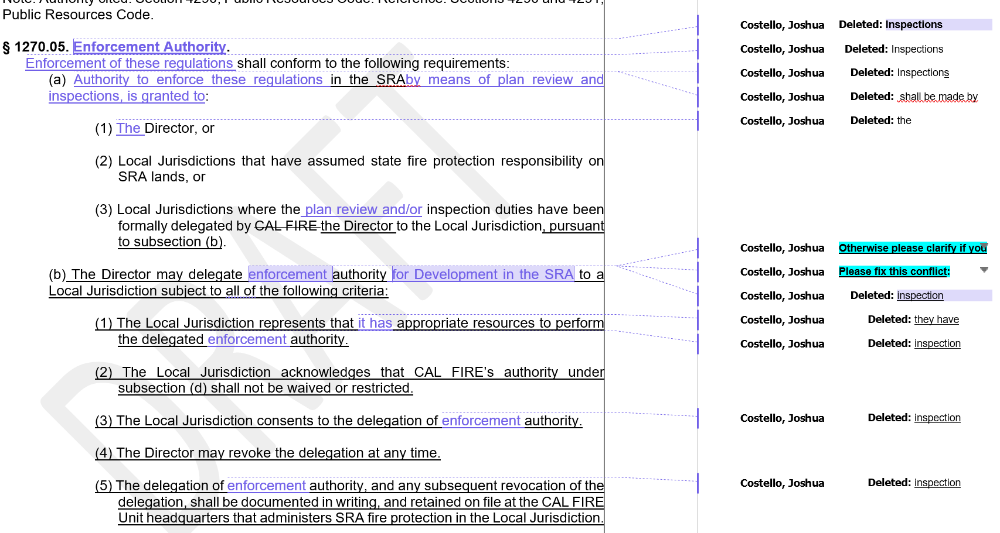 Note: Authority cited: Section 4290, Public Resources Code. Reference: Sections 4290 and 4291,
Public Resources Code.
§ 1270.05. Enforcement Authority.
Enforcement of these regulations shall conform to the following requirements:
(a) Authority to enforce these regulations in the SRAby means of plan review and
inspections, is granted to:
(1) The Director, or
(2) Local Jurisdictions that have assumed state fire protection responsibility on
SRA lands, or
(3) Local Jurisdictions where the plan review and/or inspection duties have been
formally delegated by CAL FIRE the Director to the Local Jurisdiction, pursuant
to subsection (b).
(b) The Director may delegate enforcement authority for Development in the SRA to a
Local Jurisdiction subject to all of the following criteria:
(1) The Local Jurisdiction represents that it has appropriate resources to perform
the delegated enforcement authority.
(2) The Local Jurisdiction acknowledges that CAL FIRE’s authority under
subsection (d) shall not be waived or restricted.
(3) The Local Jurisdiction consents to the delegation of enforcement authority.
(4) The Director may revoke the delegation at any time.
(5) The delegation of enforcement authority, and any subsequent revocation of the
delegation, shall be documented in writing, and retained on file at the CAL FIRE
Unit headquarters that administers SRA fire protection in the Local Jurisdiction.
DRAFT
Costello, Joshua Deleted: Inspections
Costello, Joshua Deleted: Inspections
Costello, Joshua Deleted: Inspections
Costello, Joshua Deleted: shall be made by
Costello, Joshua Deleted: the
Costello, Joshua Otherwise please clarify if you
Costello, Joshua Please fix this conflict:
Costello, Joshua Deleted: inspection
Costello, Joshua Deleted: they have
Costello, Joshua Deleted: inspection
Costello, Joshua Deleted: inspection
Costello, Joshua Deleted: inspection